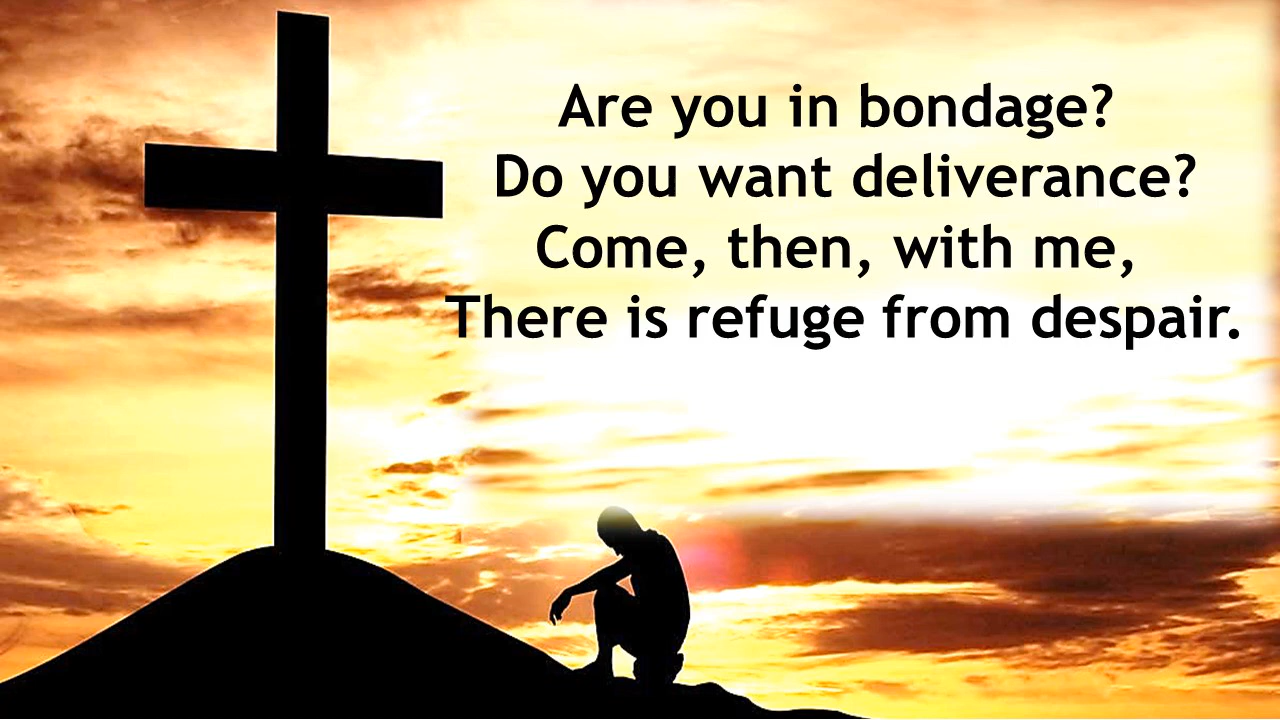 Are you in bondage?
Do you want deliverance?
Come, then, with me,
There is refuge from despair.